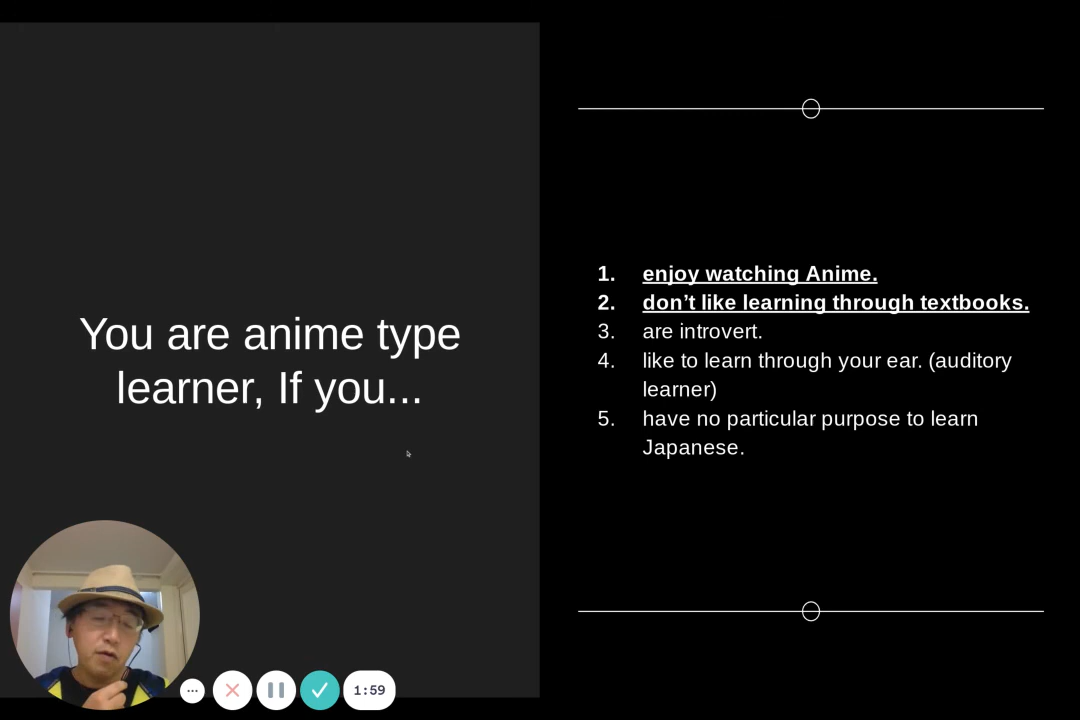 You are anime type
learner, If you...
1. enjoy watching Anime.
2. don’t like learning through textbooks.
3. are introvert.
4. like to learn through your ear. (auditory
learner)
5. have no particular purpose to learn
Japanese.
1:59